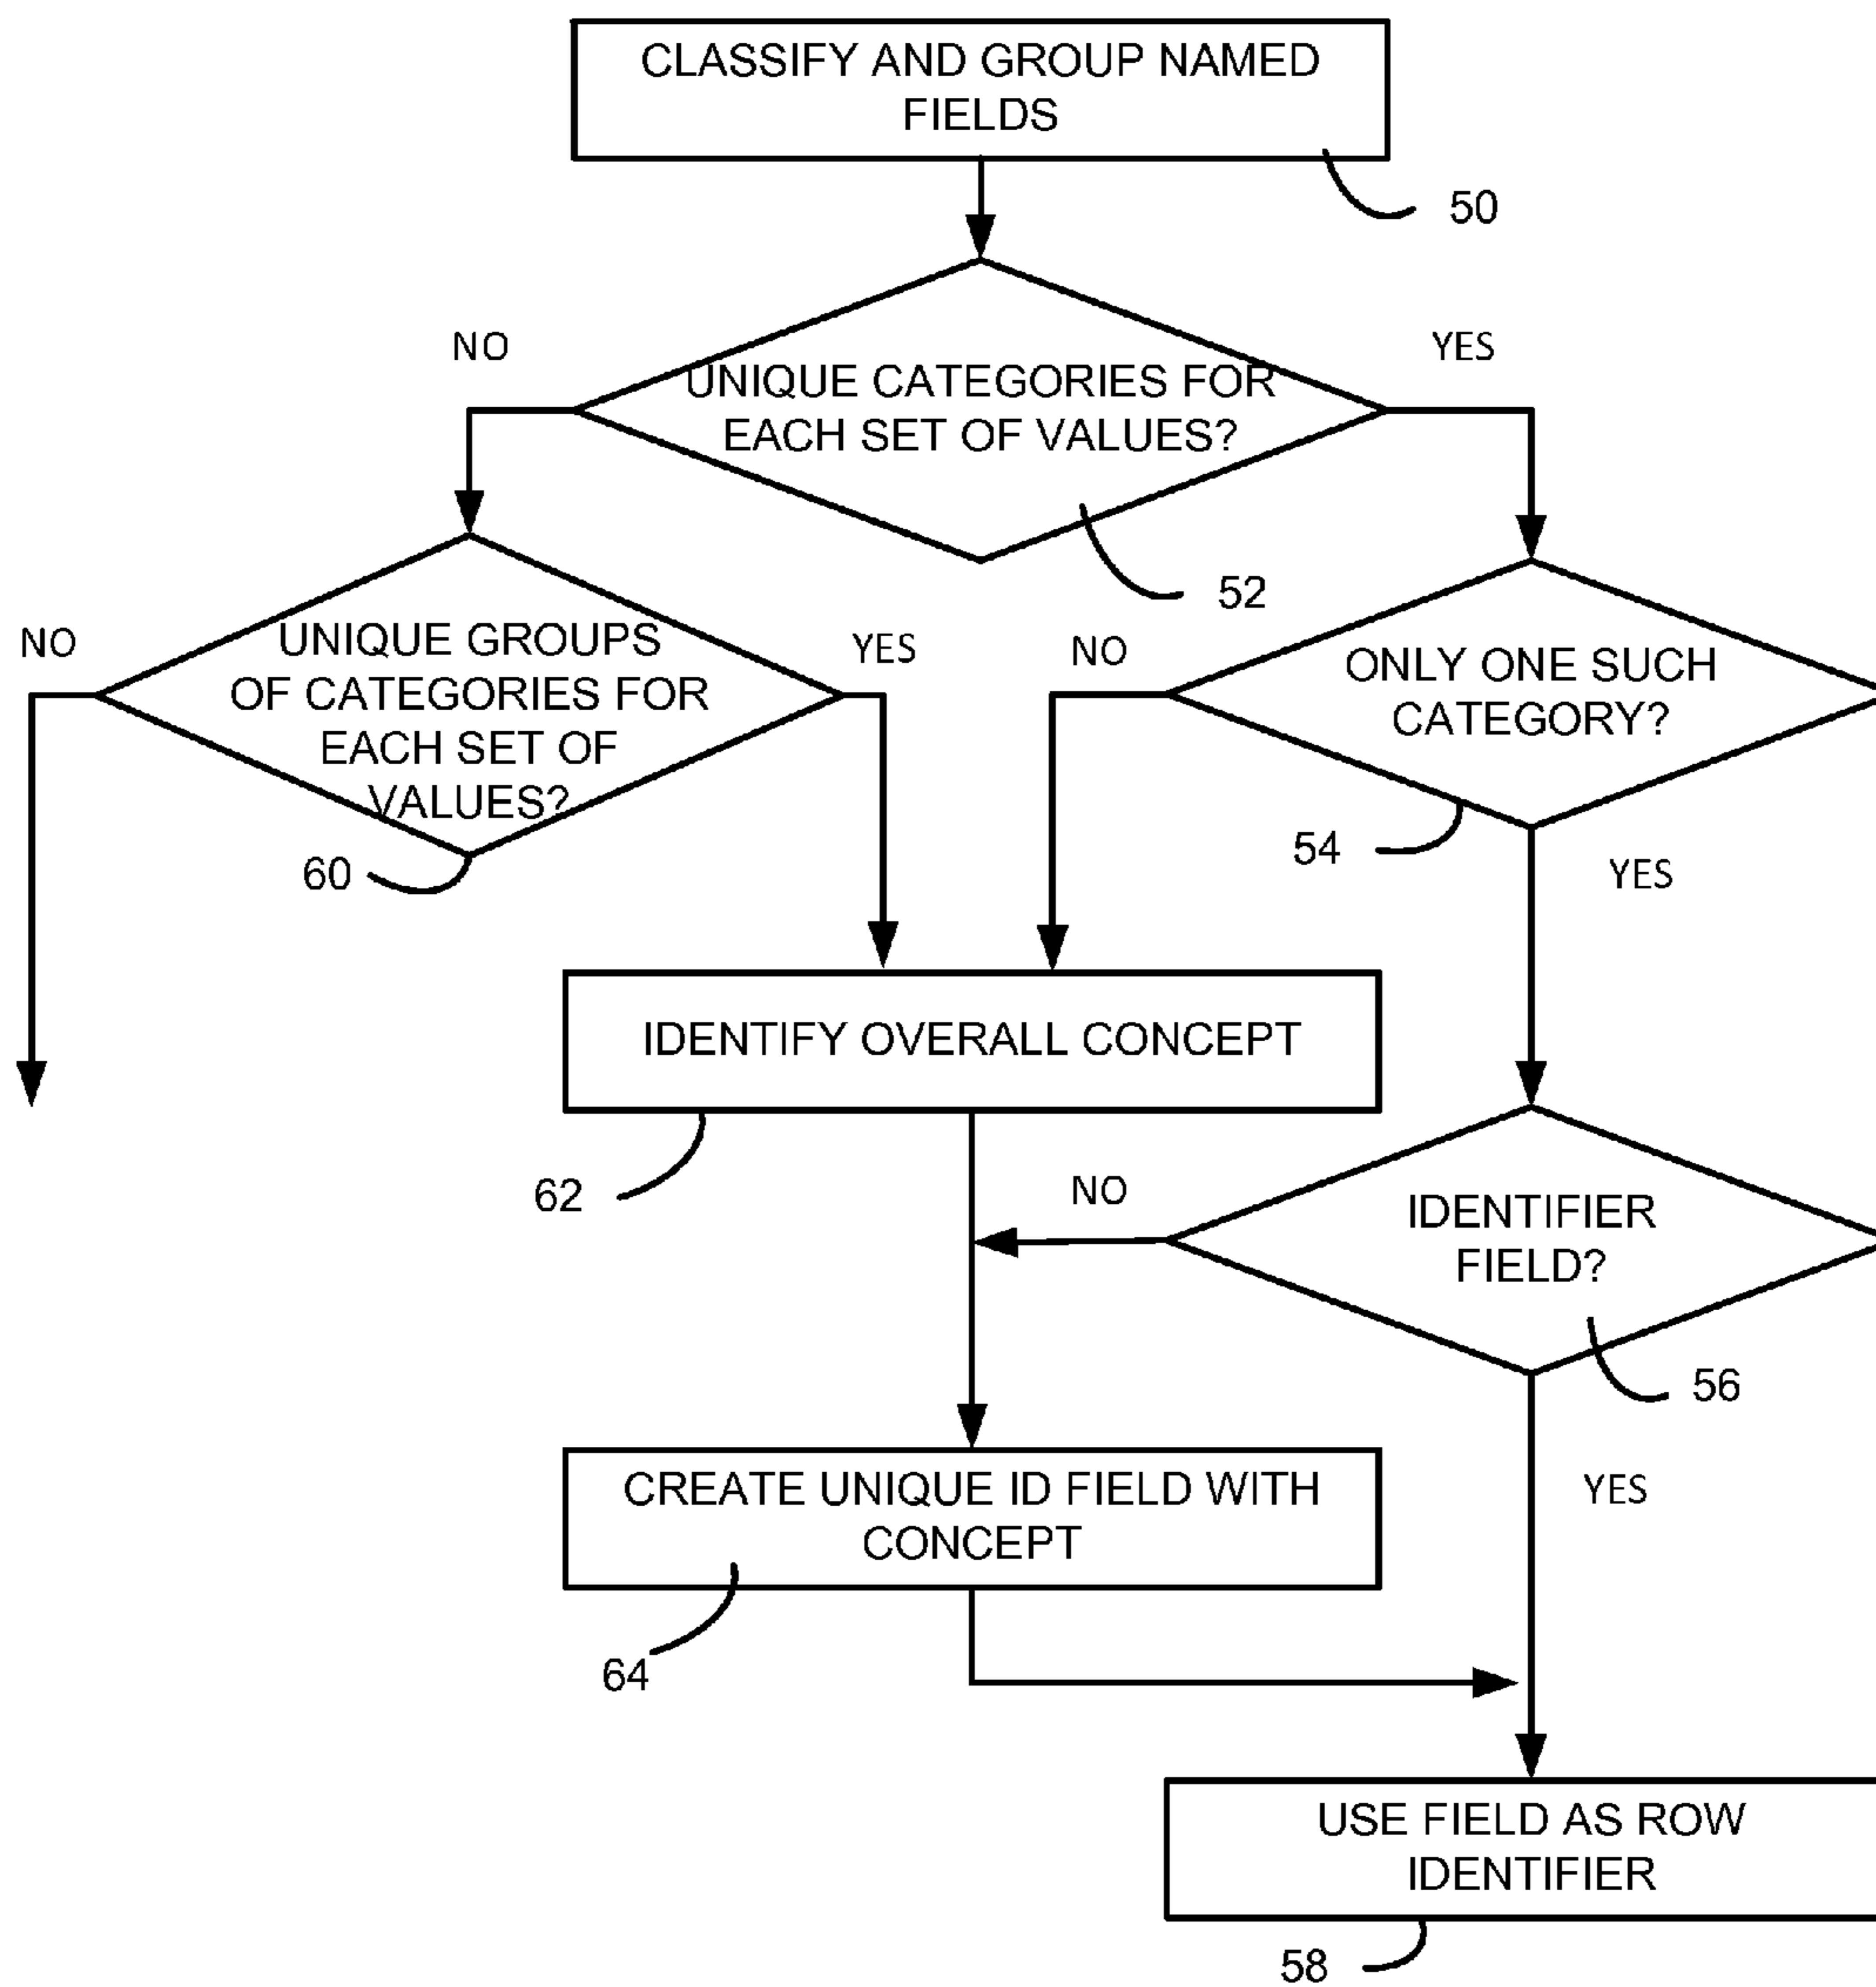 CLASSIFY AND GROUP NAMED
FIELDS
50
NO
YES
UNIQUE CATEGORIES FOR
EACH SET OF VALUES?
52
NO
UNIQUE GROUPS
OF CATEGORIES FOR
EACH SET OF
VALUES?
YES
60
NO
ONLY ONE SUCH
CATEGORY?
54
YES
IDENTIFY OVERALL CONCEPT
62
NO
IDENTIFIER
FIELD?
56
CREATE UNIQUE ID FIELD WITH
CONCEPT
YES
64
USE FIELD AS ROW
IDENTIFIER
58